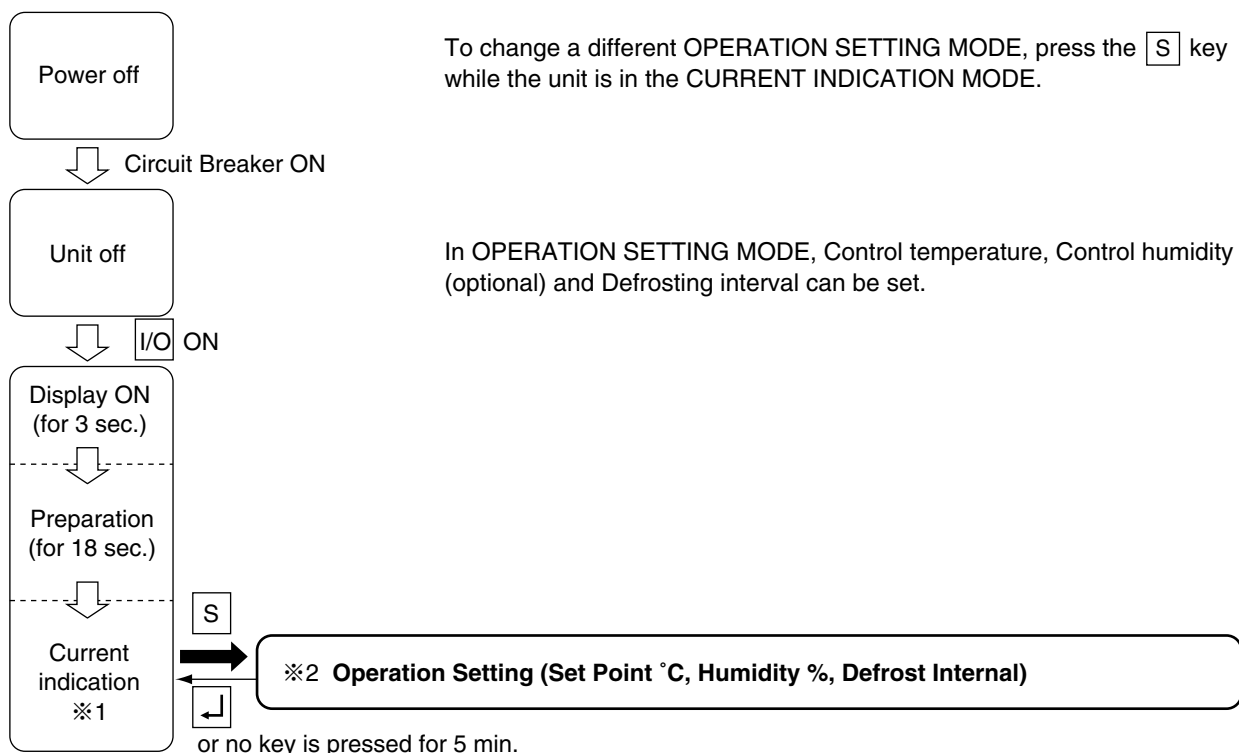 Power off
To change a different OPERATION SETTING MODE, press the S key
while the unit is in the CURRENT INDICATION MODE.
Circuit Breaker ON
Unit off
In OPERATION SETTING MODE, Control temperature, Control humidity
(optional) and Defrosting interval can be set.
I/O ON
Display ON
(for 3 sec.)
Preparation
(for 18 sec.)
S
Current
indication
※1
※2 Operation Setting (Set Point ˚C, Humidity %, Defrost Internal)
↵
or no key is pressed for 5 min.